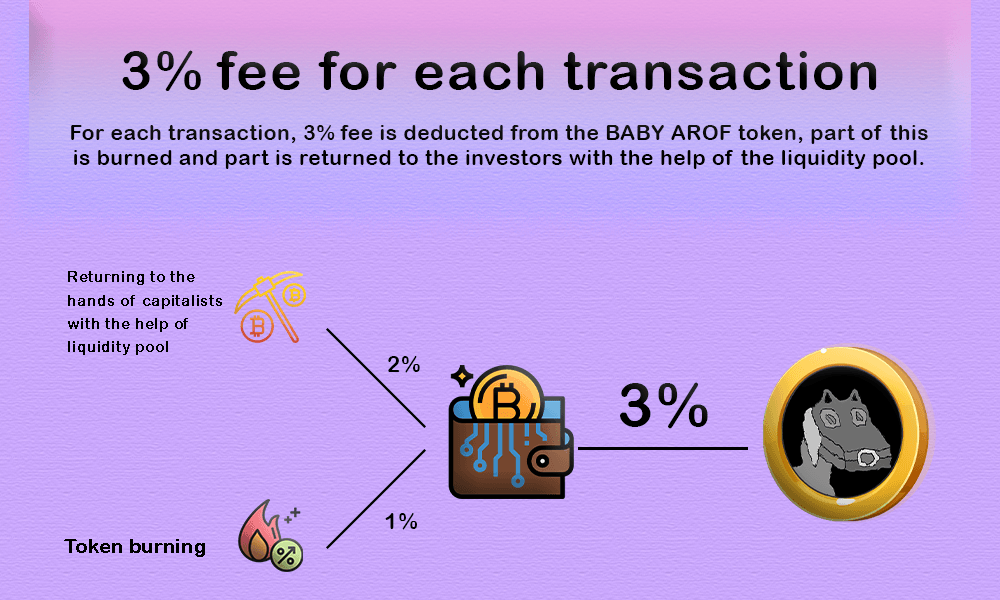 3% fee for each transaction
For each transaction, 3% fee is deducted from the BABY AROF token, part of this
is burned and part is returned to the investors with the help of the liquidity pool.
Returning to the
hands of capitalists
with the help of
liquidity pool
2%
3%
1%
Token burning